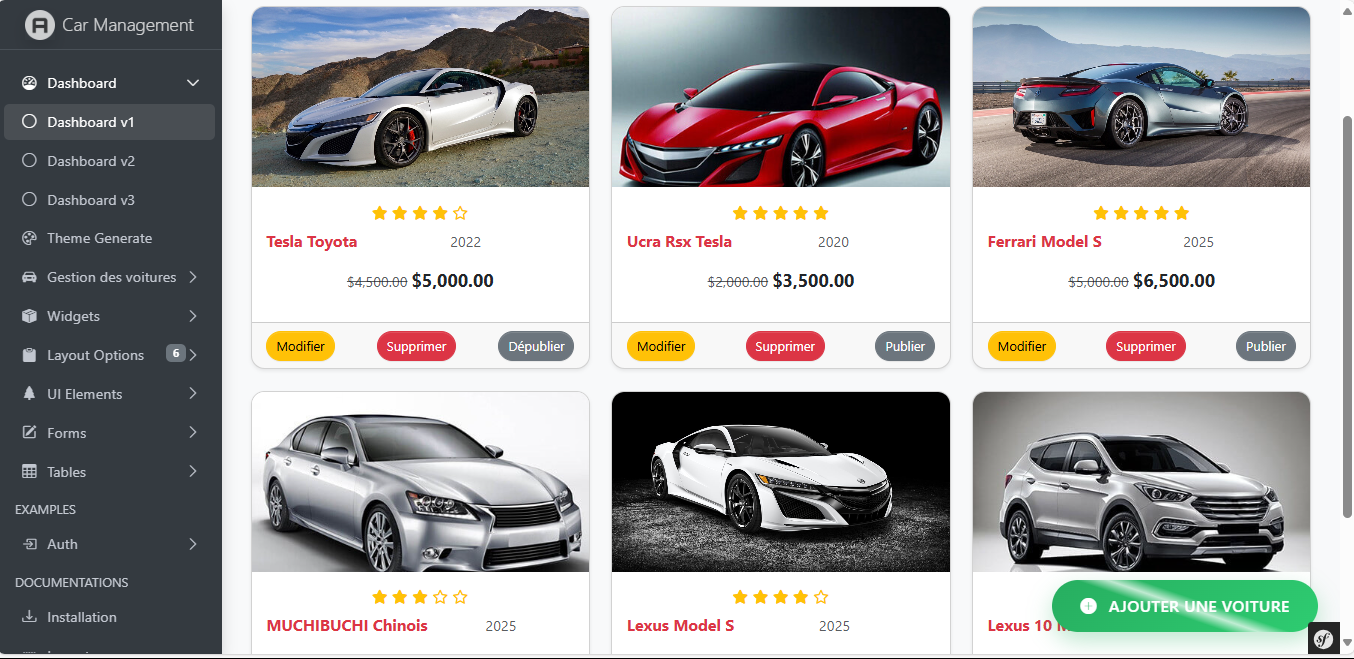 Car Management
Dashboard
Dashboard v1
Dashboard v2
Dashboard v3
Theme Generate
Gestion des voitures
Widgets
Layout Options 6
UI Elements
Forms
Tables
EXAMPLES
Auth
DOCUMENTATIONS
Installation
Tesla Toyota 2022
$4,500.00 $5,000.00
Modifier Supprimer Dépublier
Ucra Rsx Tesla 2020
$2,000.00 $3,500.00
Modifier Supprimer Publier
Ferrari Model S 2025
$5,000.00 $6,500.00
Modifier Supprimer Publier
MUCHIBUCHI Chinois 2025
Lexus Model S 2025
Lexus 10
AJOUTER UNE VOITURE
sf